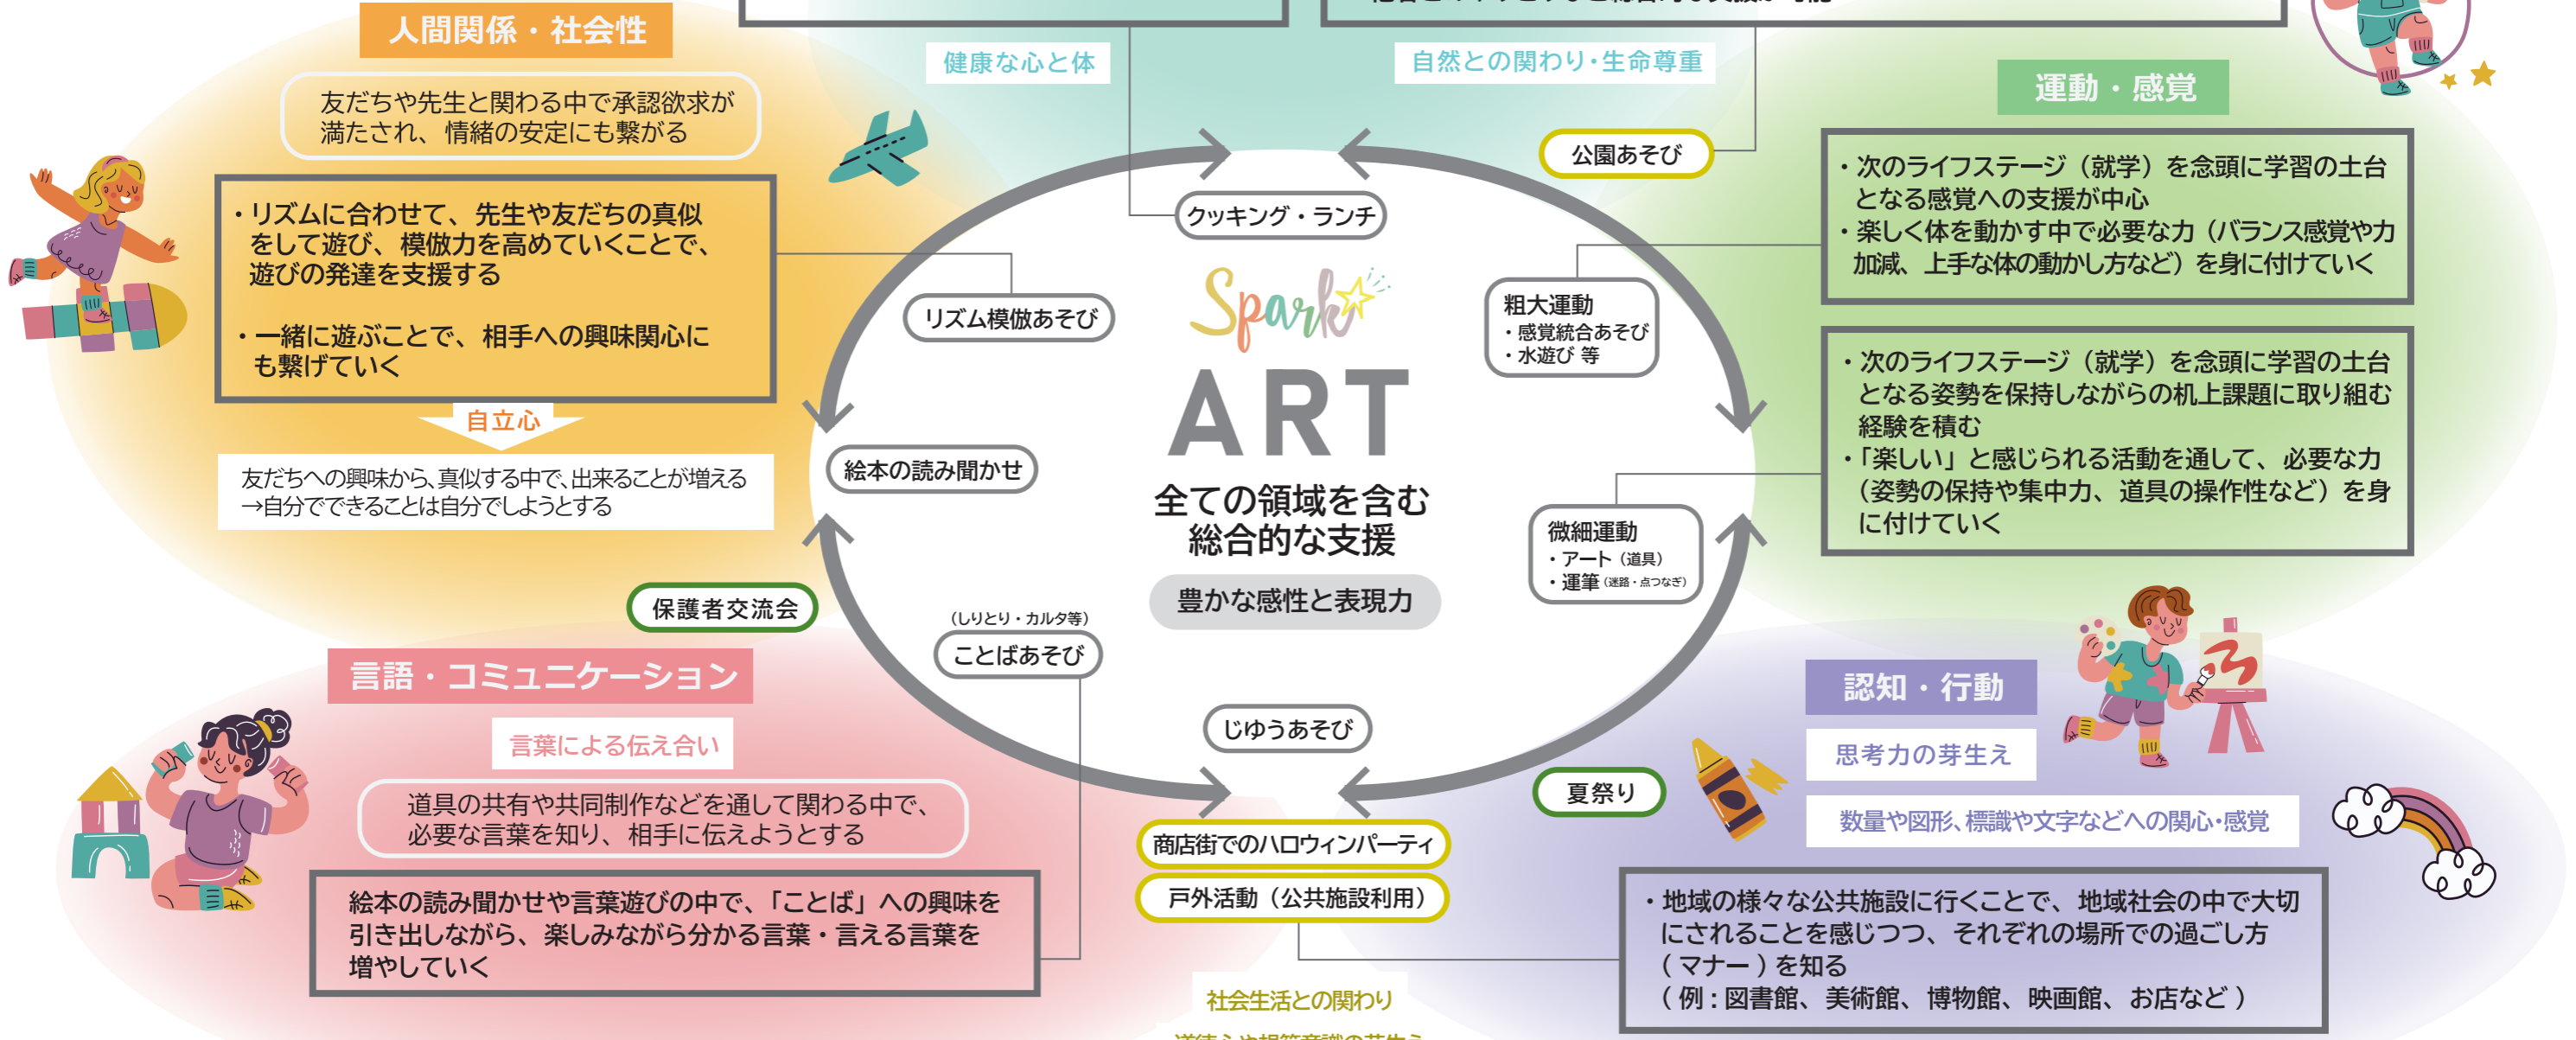 人間関係・社会性
友だちや先生と関わる中で承認欲求が
満たされ、情緒の安定にも繋がる
・リズムに合わせて、先生や友だちの真似
をして遊び、模倣力を高めていくことで、
遊びの発達を支援する
・一緒に遊ぶことで、相手への興味関心に
も繋げていく
自立心
友だちへの興味から、真似する中で、出来ることが増える
→自分でできることは自分でしようとする
健康な心と体
自然との関わり・生命尊重
公園あそび
クッキング・ランチ
リズム模倣あそび
絵本の読み聞かせ
Spark
ART
全ての領域を含む
総合的な支援
豊かな感性と表現力
粗大運動
・感覚統合あそび
・水遊び 等
微細運動
・アート（道具）
・運筆（迷路・点つなぎ）
（しりとり・カルタ等）
ことばあそび
じゆうあそび
運動・感覚
・次のライフステージ（就学）を念頭に学習の土台
となる感覚への支援が中心
・楽しく体を動かす中で必要な力（バランス感覚や力
加減、上手な体の動かし方など）を身に付けていく
・次のライフステージ（就学）を念頭に学習の土台
となる姿勢を保持しながらの机上課題に取り組む
経験を積む
・「楽しい」と感じられる活動を通して、必要な力
（姿勢の保持や集中力、道具の操作性など）を身
に付けていく
保護者交流会
言語・コミュニケーション
言葉による伝え合い
道具の共有や共同制作などを通して関わる中で、
必要な言葉を知り、相手に伝えようとする
絵本の読み聞かせや言葉遊びの中で、「ことば」への興味を
引き出しながら、楽しみながら分かる言葉・言える言葉を
増やしていく
夏祭り
商店街でのハロウィンパーティ
戸外活動（公共施設利用）
社会生活との関わり
認知・行動
思考力の芽生え
数量や図形、標識や文字などへの関心・感覚
・地域の様々な公共施設に行くことで、地域社会の中で大切
にされることを感じつつ、それぞれの場所での過ごし方
（マナー）を知る
（例：図書館、美術館、博物館、映画館、お店など）